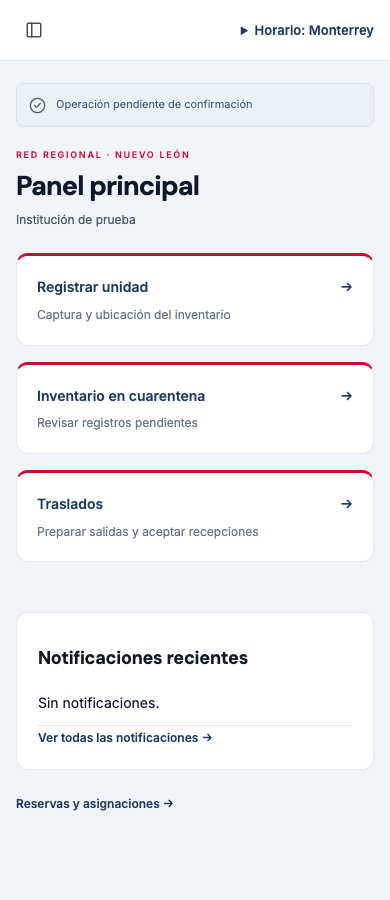 Horario: Monterrey
Operación pendiente de confirmación
RED REGIONAL · NUEVO LEÓN
Panel principal
Institución de prueba
Registrar unidad →
Captura y ubicación del inventario
Inventario en cuarentena →
Revisar registros pendientes
Traslados →
Preparar salidas y aceptar recepciones
Notificaciones recientes
Sin notificaciones.
Ver todas las notificaciones →
Reservas y asignaciones →